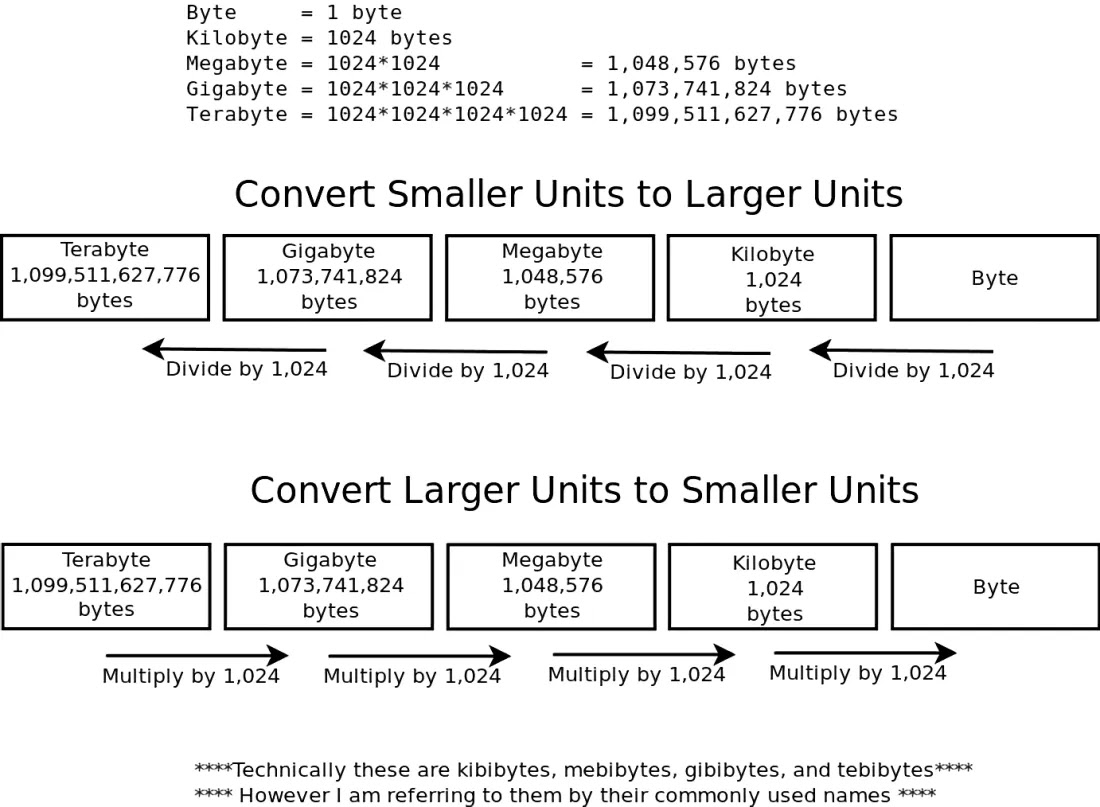 Byte     = 1 byte
Kilobyte = 1024 bytes
Megabyte = 1024*1024           = 1,048,576 bytes
Gigabyte = 1024*1024*1024      = 1,073,741,824 bytes
Terabyte = 1024*1024*1024*1024 = 1,099,511,627,776 bytes
Convert Smaller Units to Larger Units
Terabyte
1,099,511,627,776
bytes
Gigabyte
1,073,741,824
bytes
Megabyte
1,048,576
bytes
Kilobyte
1,024
bytes
Byte
Divide by 1,024
Divide by 1,024
Divide by 1,024
Divide by 1,024
Convert Larger Units to Smaller Units
Terabyte
1,099,511,627,776
bytes
Gigabyte
1,073,741,824
bytes
Megabyte
1,048,576
bytes
Kilobyte
1,024
bytes
Byte
Multiply by 1,024
Multiply by 1,024
Multiply by 1,024
Multiply by 1,024
****Technically these are kibibytes, mebibytes, gibibytes, and tebibytes****
**** However I am referring to them by their commonly used names ****